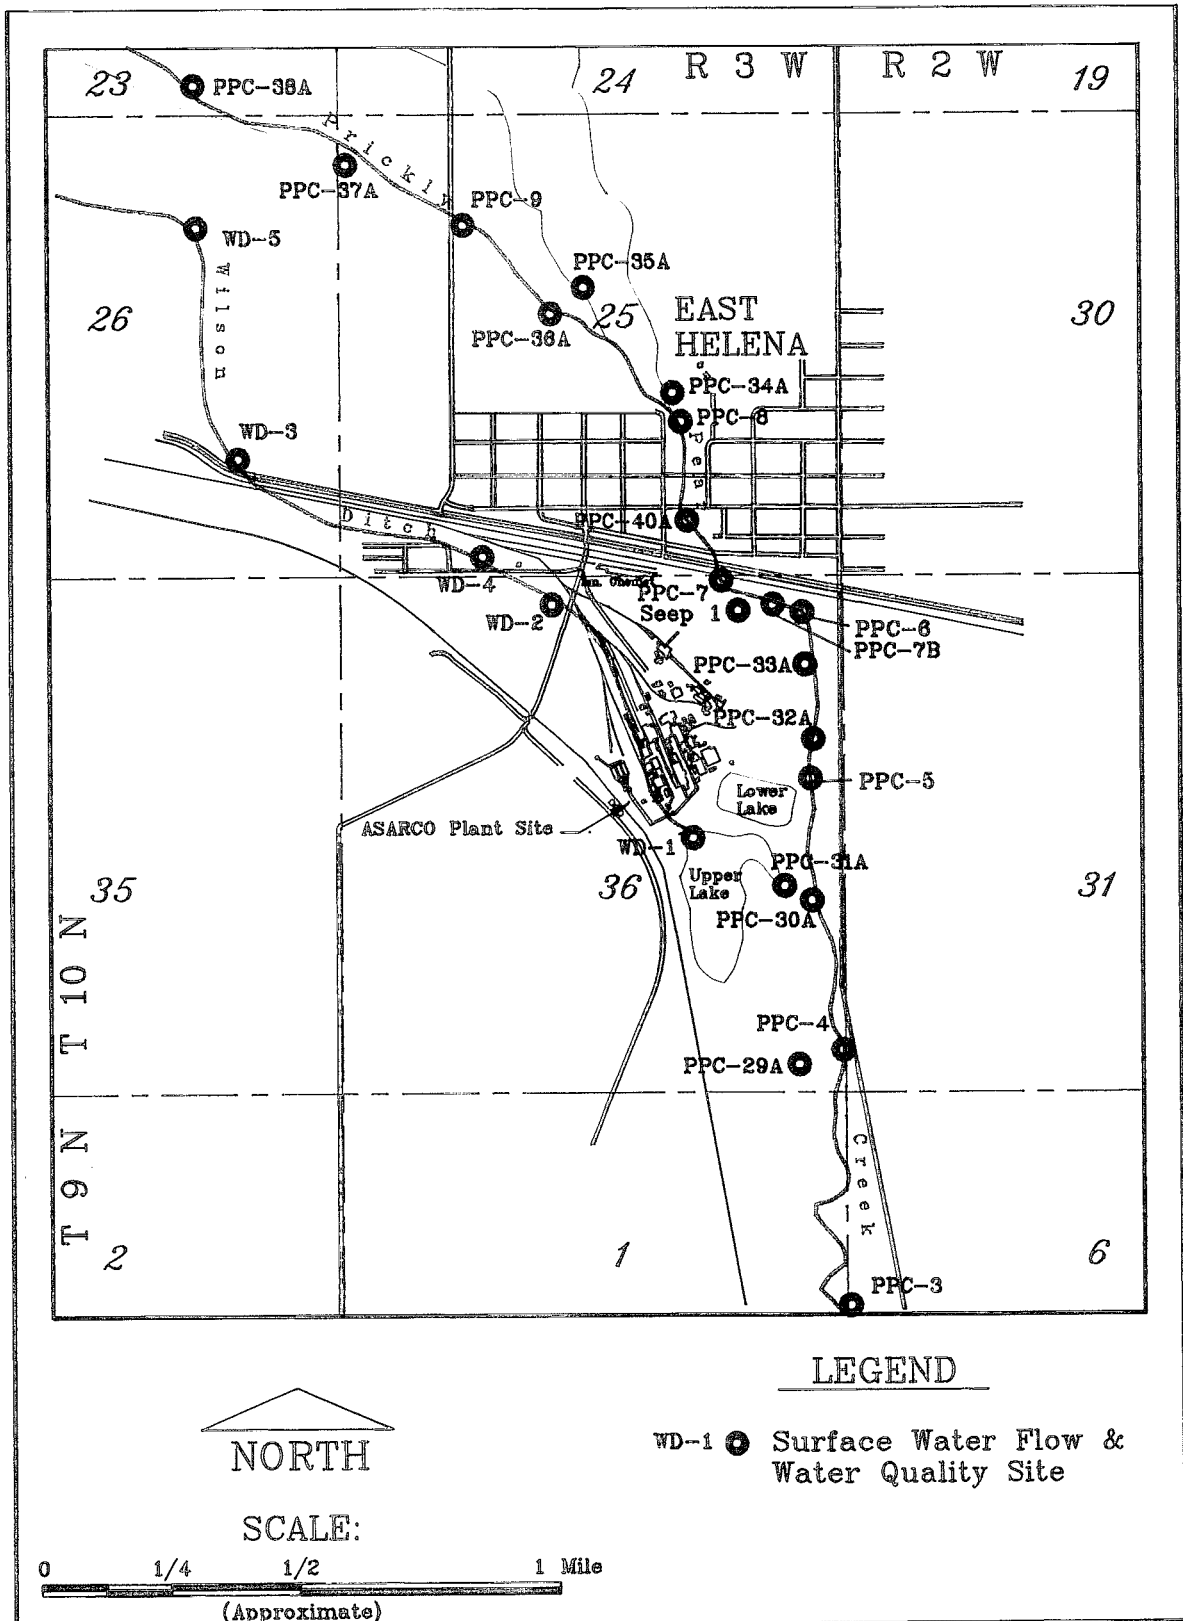 23
PPC-38A
24
R 3 W
R 2 W
19
Prickly
PPC-37A
PPC-9
WD-5
PPC-35A
Wilson
26
25
EAST
HELENA
30
PPC-36A
PPC-34A
PPC-8
WD-3
Pear
Ditch
PPC-40A
WD-4
PPC-7
Seep 1
WD-2
PPC-6
PPC-7B
PPC-33A
PPC-32A
PPC-5
Lower
Lake
ASARCO Plant Site
WD-1
PPC-31A
35
36
Upper
Lake
31
PPC-30A
T 10 N
PPC-4
PPC-29A
T 9 N
Creek
2
1
6
PPC-3
LEGEND
NORTH
WD-1 Surface Water Flow &
Water Quality Site
SCALE:
0 1/4 1/2 1 Mile
(Approximate)